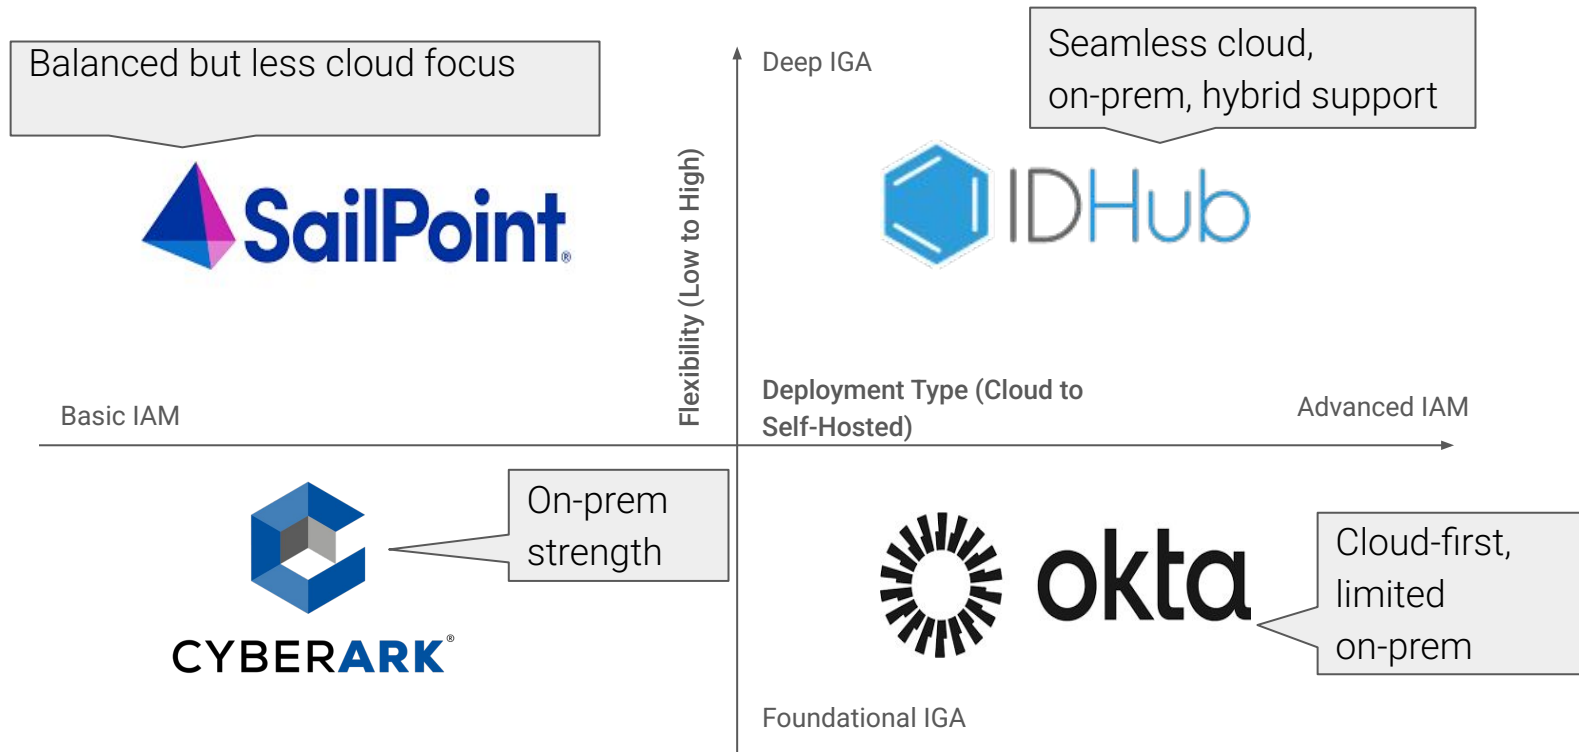 Balanced but less cloud focus
Deep IGA
Seamless cloud,
on-prem, hybrid support
SailPoint®
IDHub
Flexibility (Low to High)
Deployment Type (Cloud to
Self-Hosted)
Basic IAM
Advanced IAM
On-prem
strength
CYBERARK®
okta
Cloud-first,
limited
on-prem
Foundational IGA